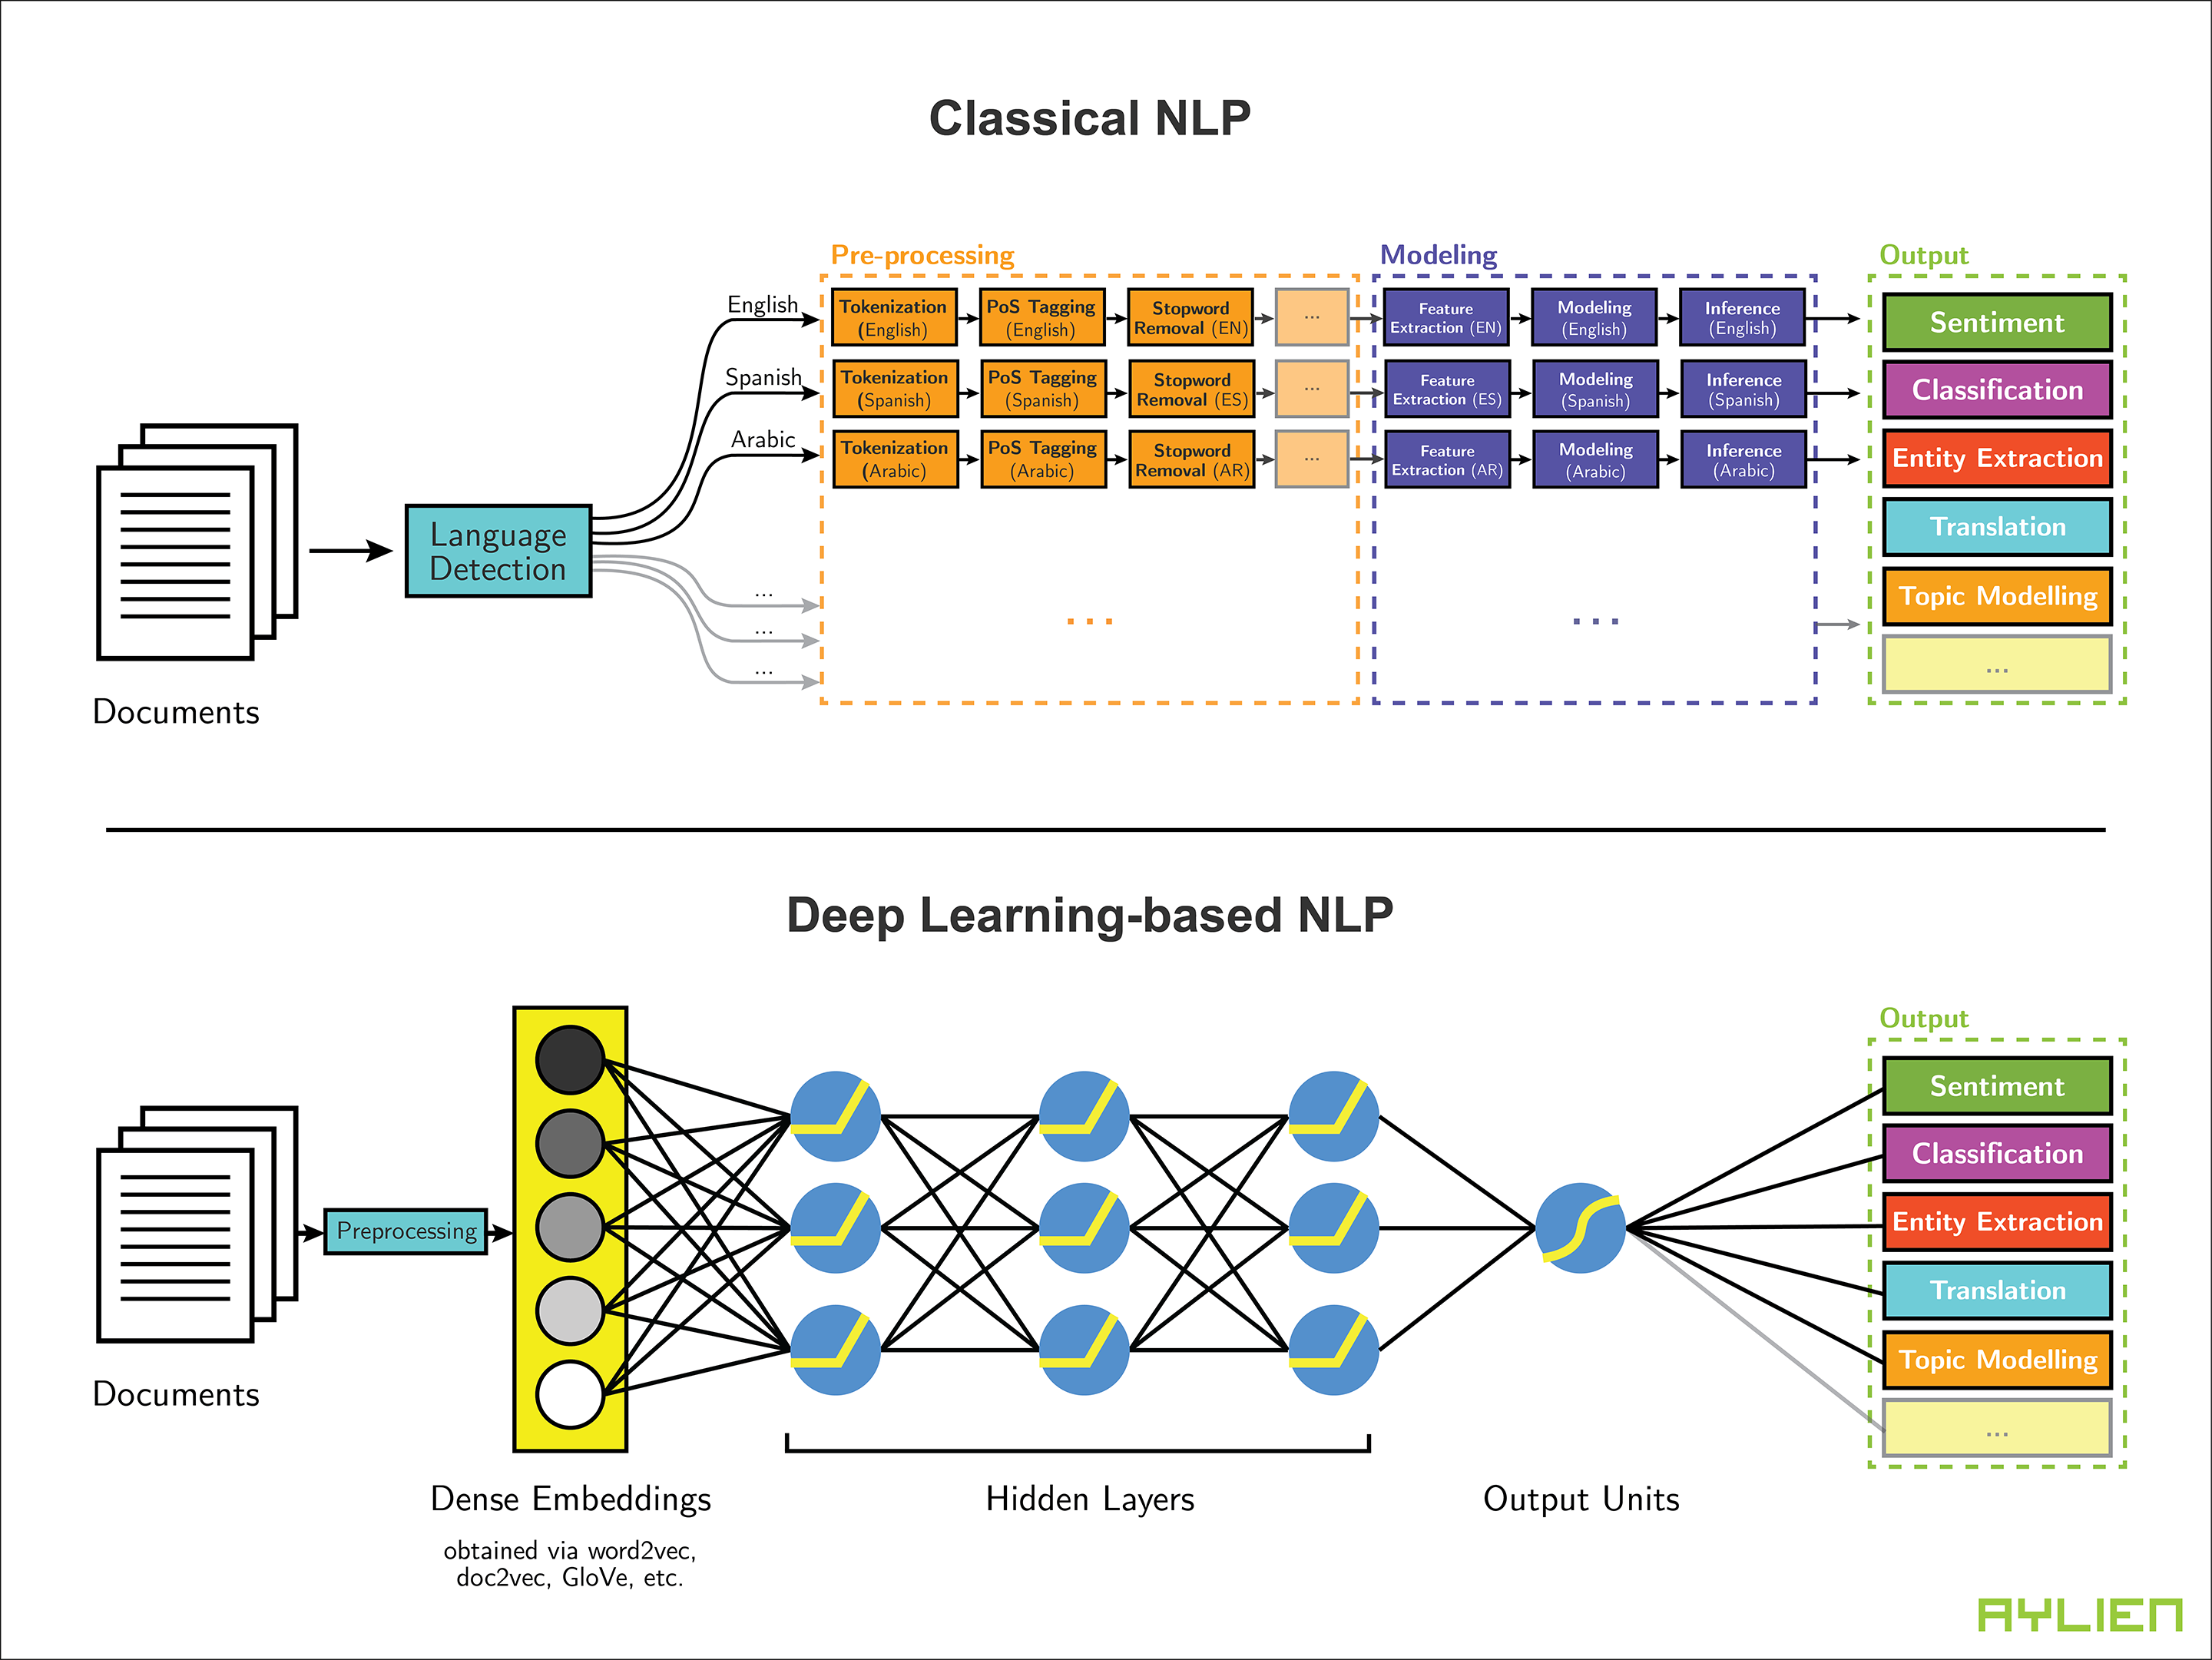 Classical NLP
Pre-processing
Modeling
Output
English
Tokenization
(English)
PoS Tagging
(English)
Stopword
Removal (EN)
...
Feature
Extraction (EN)
Modeling
(English)
Inference
(English)
Sentiment
Spanish
Tokenization
(Spanish)
PoS Tagging
(Spanish)
Stopword
Removal (ES)
...
Feature
Extraction (ES)
Modeling
(Spanish)
Inference
(Spanish)
Classification
Arabic
Tokenization
(Arabic)
PoS Tagging
(Arabic)
Stopword
Removal (AR)
...
Feature
Extraction (AR)
Modeling
(Arabic)
Inference
(Arabic)
Entity Extraction
Language
Detection
Translation
...
...
...
...
...
Topic Modelling
...
Documents
Deep Learning-based NLP
Output
Sentiment
Classification
Entity Extraction
Translation
Topic Modelling
...
Preprocessing
Documents
Dense Embeddings
obtained via word2vec,
doc2vec, GloVe, etc.
Hidden Layers
Output Units
AYLIEN